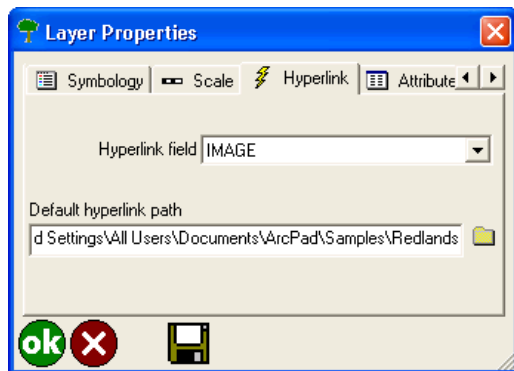 Layer Properties
Symbology Scale Hyperlink Attribute
Hyperlink field IMAGE
Default hyperlink path
d Settings\All Users\Documents\ArcPad\Samples\Redlands
ok